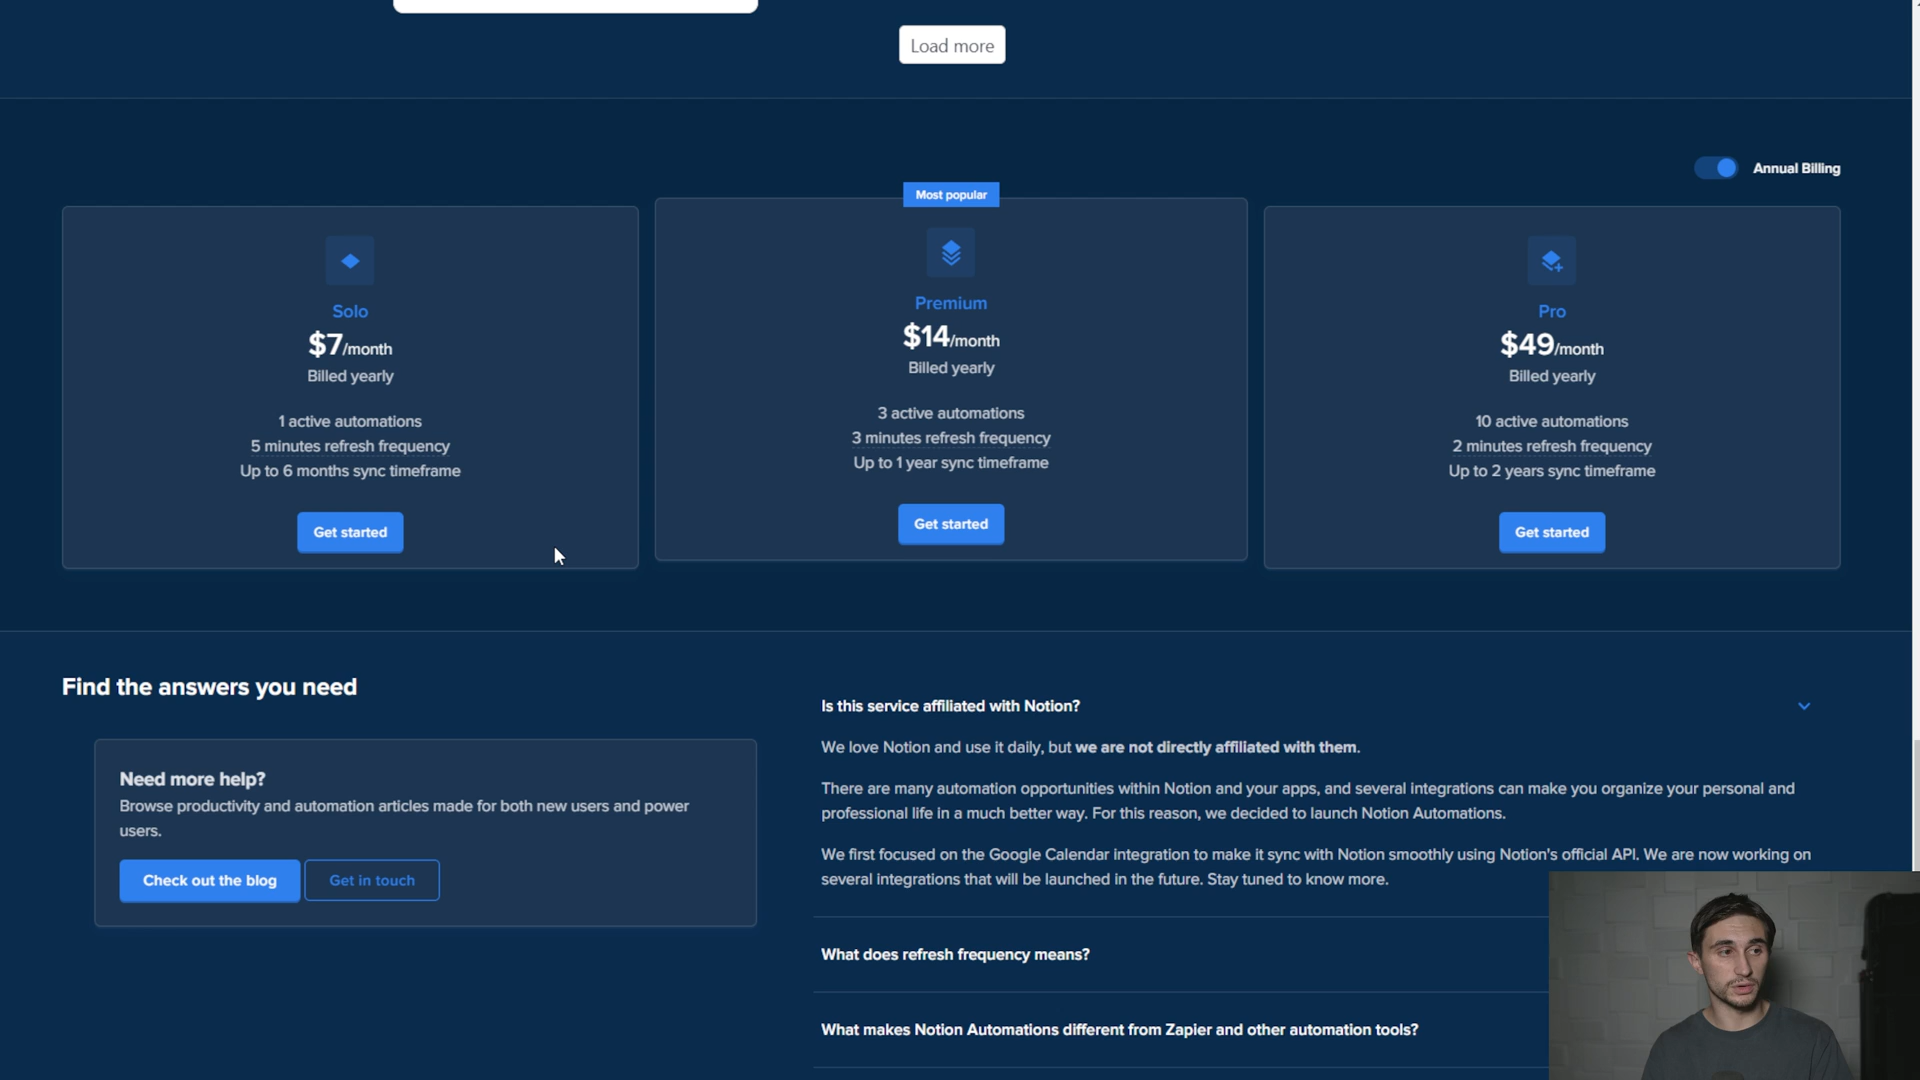 Load more
Annual Billing
Most popular
Solo
$7/month
Billed yearly
1 active automations
5 minutes refresh frequency
Up to 6 months sync timeframe
Get started
Premium
$14/month
Billed yearly
3 active automations
3 minutes refresh frequency
Up to 1 year sync timeframe
Get started
Pro
$49/month
Billed yearly
10 active automations
2 minutes refresh frequency
Up to 2 years sync timeframe
Get started
Find the answers you need
Need more help?
Browse productivity and automation articles made for both new users and power
users.
Check out the blog
Get in touch
Is this service affiliated with Notion?
We love Notion and use it daily, but we are not directly affiliated with them.
There are many automation opportunities within Notion and your apps, and several integrations can make you organize your personal and
professional life in a much better way. For this reason, we decided to launch Notion Automations.
We first focused on the Google Calendar integration to make it sync with Notion smoothly using Notion's official API. We are now working on
several integrations that will be launched in the future. Stay tuned to know more.
What does refresh frequency means?
What makes Notion Automations different from Zapier and other automation tools?